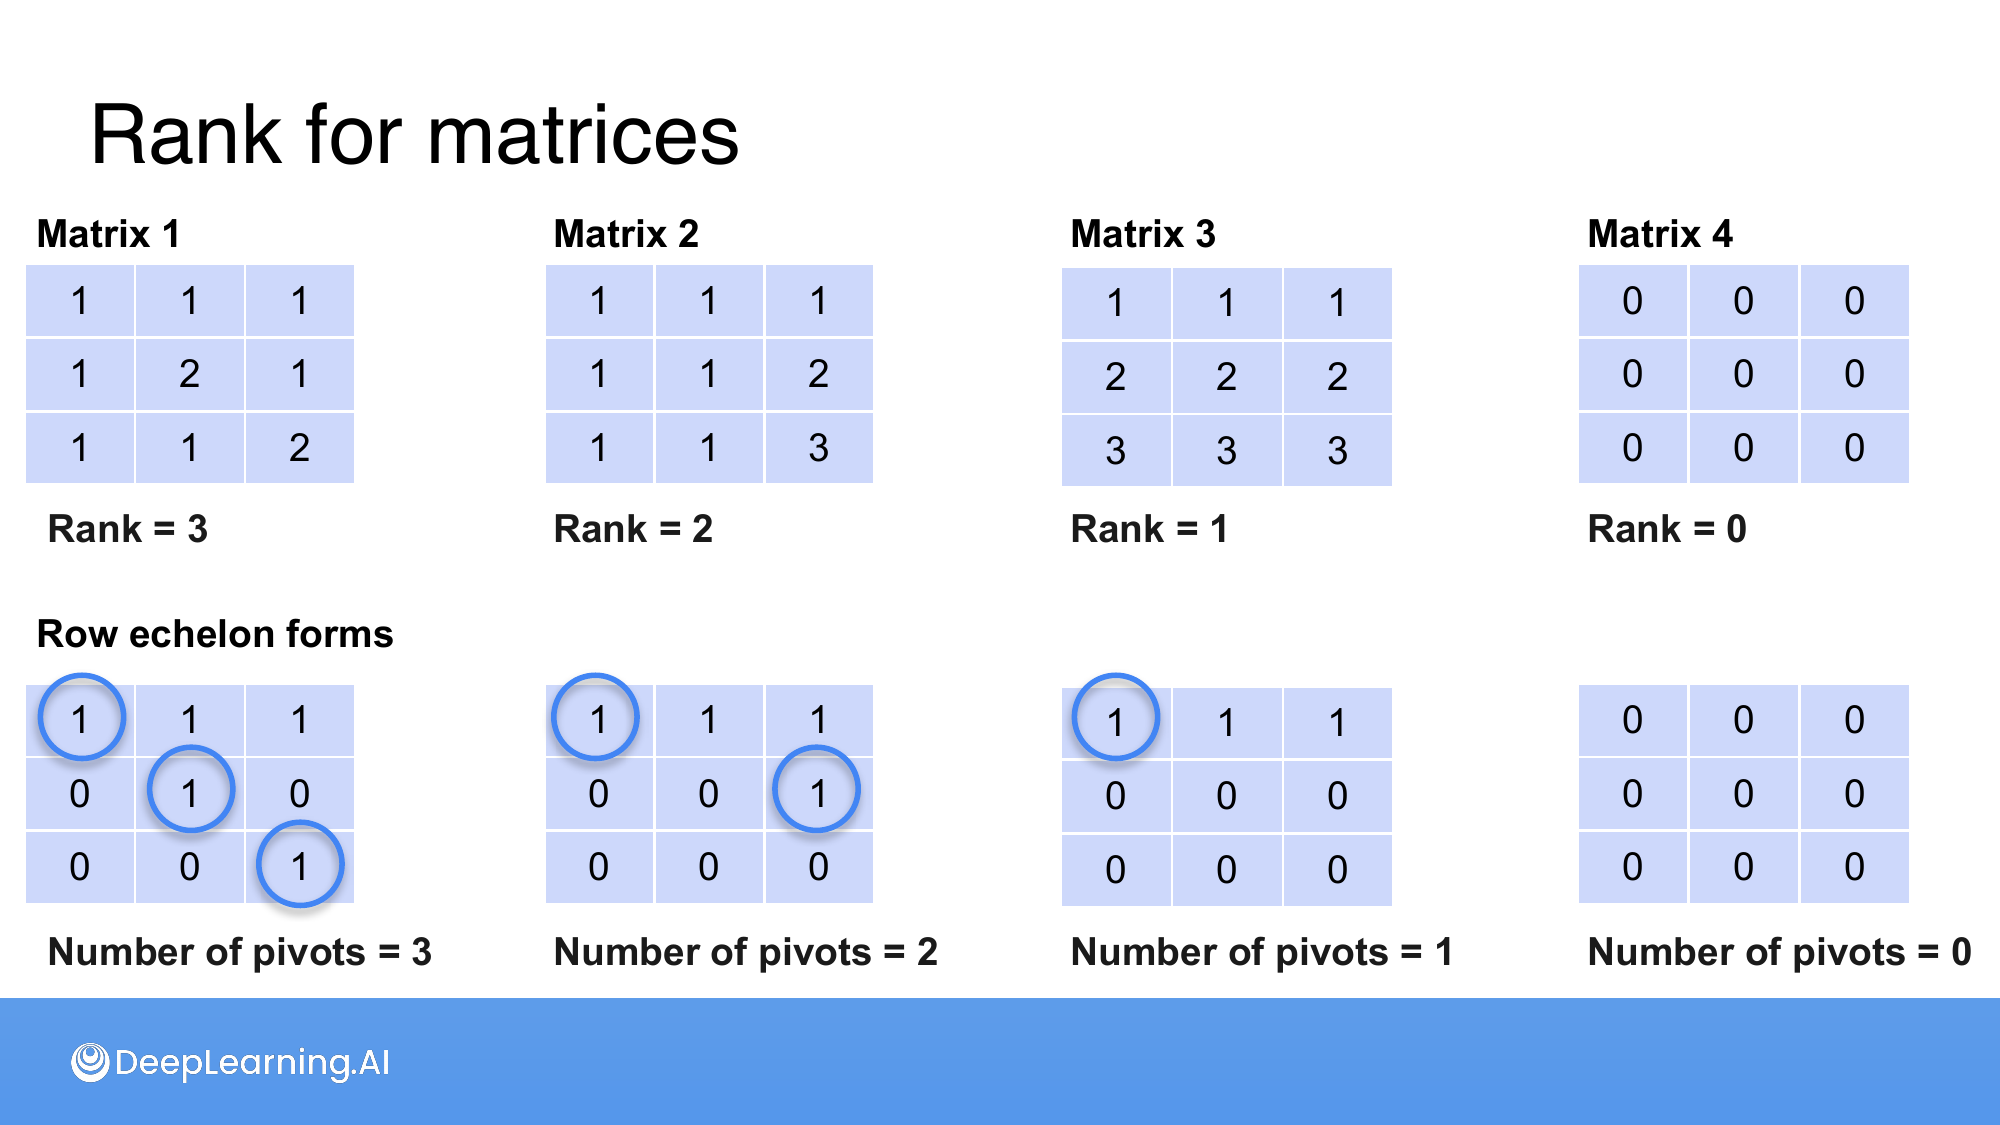 Rank for matrices
Matrix 1 Matrix 2 Matrix 3 Matrix 4
1 1 1 1 1 1 1 1 1 0 0 0
1 2 1 1 1 2 2 2 2 0 0 0
1 1 2 1 1 3 3 3 3 0 0 0
Rank = 3 Rank = 2 Rank = 1 Rank = 0
Row echelon forms
1 1 1 1 1 1 1 1 1 0 0 0
0 1 0 0 0 1 0 0 0 0 0 0
0 0 1 0 0 0 0 0 0 0 0 0
Number of pivots = 3 Number of pivots = 2 Number of pivots = 1 Number of pivots = 0
DeepLearning.AI